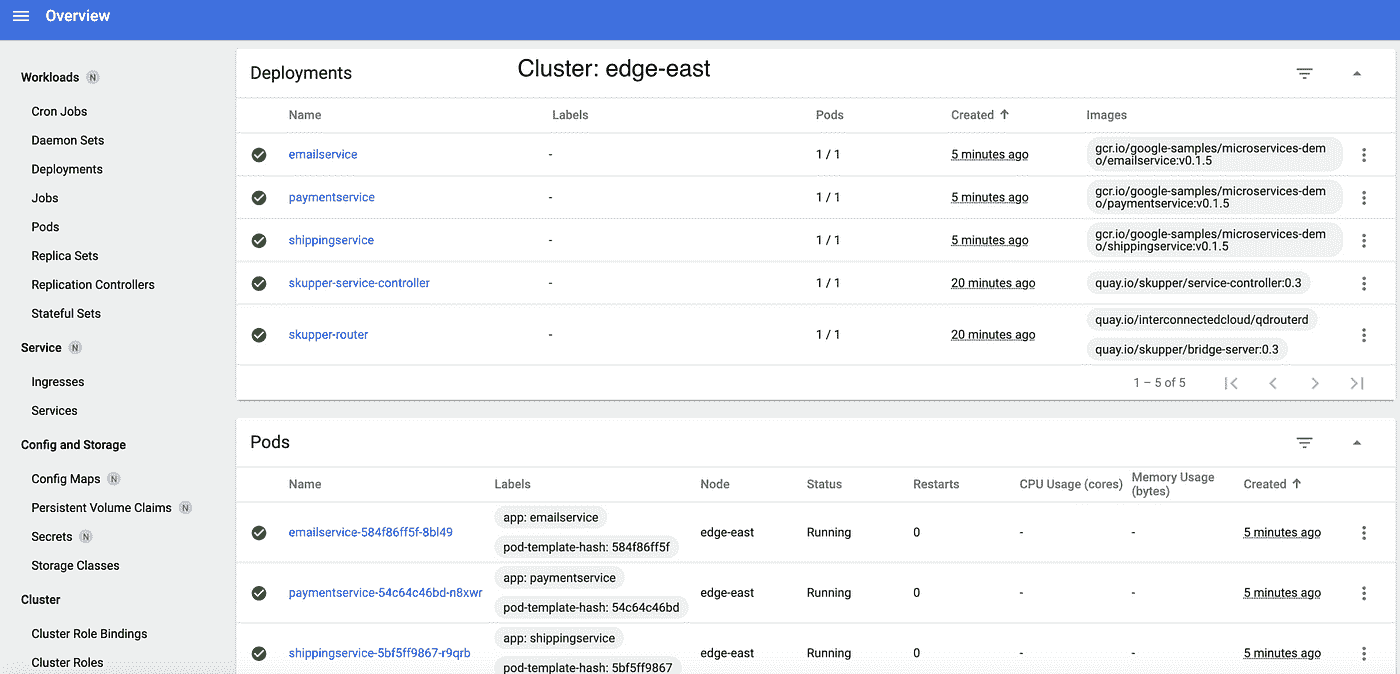 Overview
Workloads N
Cron Jobs
Daemon Sets
Deployments
Jobs
Pods
Replica Sets
Replication Controllers
Stateful Sets
Service N
Ingresses
Services
Config and Storage
Config Maps N
Persistent Volume Claims N
Secrets N
Storage Classes
Cluster
Cluster Role Bindings
Cluster Roles
Deployments Cluster: edge-east
Name Labels Pods Created Images
emailservice - 1 / 1 5 minutes ago gcr.io/google-samples/microservices-dem
o/emailservice:v0.1.5
paymentservice - 1 / 1 5 minutes ago gcr.io/google-samples/microservices-dem
o/paymentservice:v0.1.5
shippingservice - 1 / 1 5 minutes ago gcr.io/google-samples/microservices-dem
o/shippingservice:v0.1.5
skupper-service-controller - 1 / 1 20 minutes ago quay.io/skupper/service-controller:0.3
skupper-router - 1 / 1 20 minutes ago quay.io/interconnectedcloud/qdrouterd
quay.io/skupper/bridge-server:0.3
1 – 5 of 5
Pods
Name Labels Node Status Restarts CPU Usage (cores) Memory Usage
(bytes) Created
emailservice-584f86ff5f-8bl49 app: emailservice edge-east Running 0 - - 5 minutes ago
pod-template-hash: 584f86ff5f
paymentservice-54c64c46bd-n8xwr app: paymentservice edge-east Running 0 - - 5 minutes ago
pod-template-hash: 54c64c46bd
shippingservice-5bf5ff9867-r9qrb app: shippingservice edge-east Running 0 - - 5 minutes ago
pod-template-hash: 5bf5ff9867